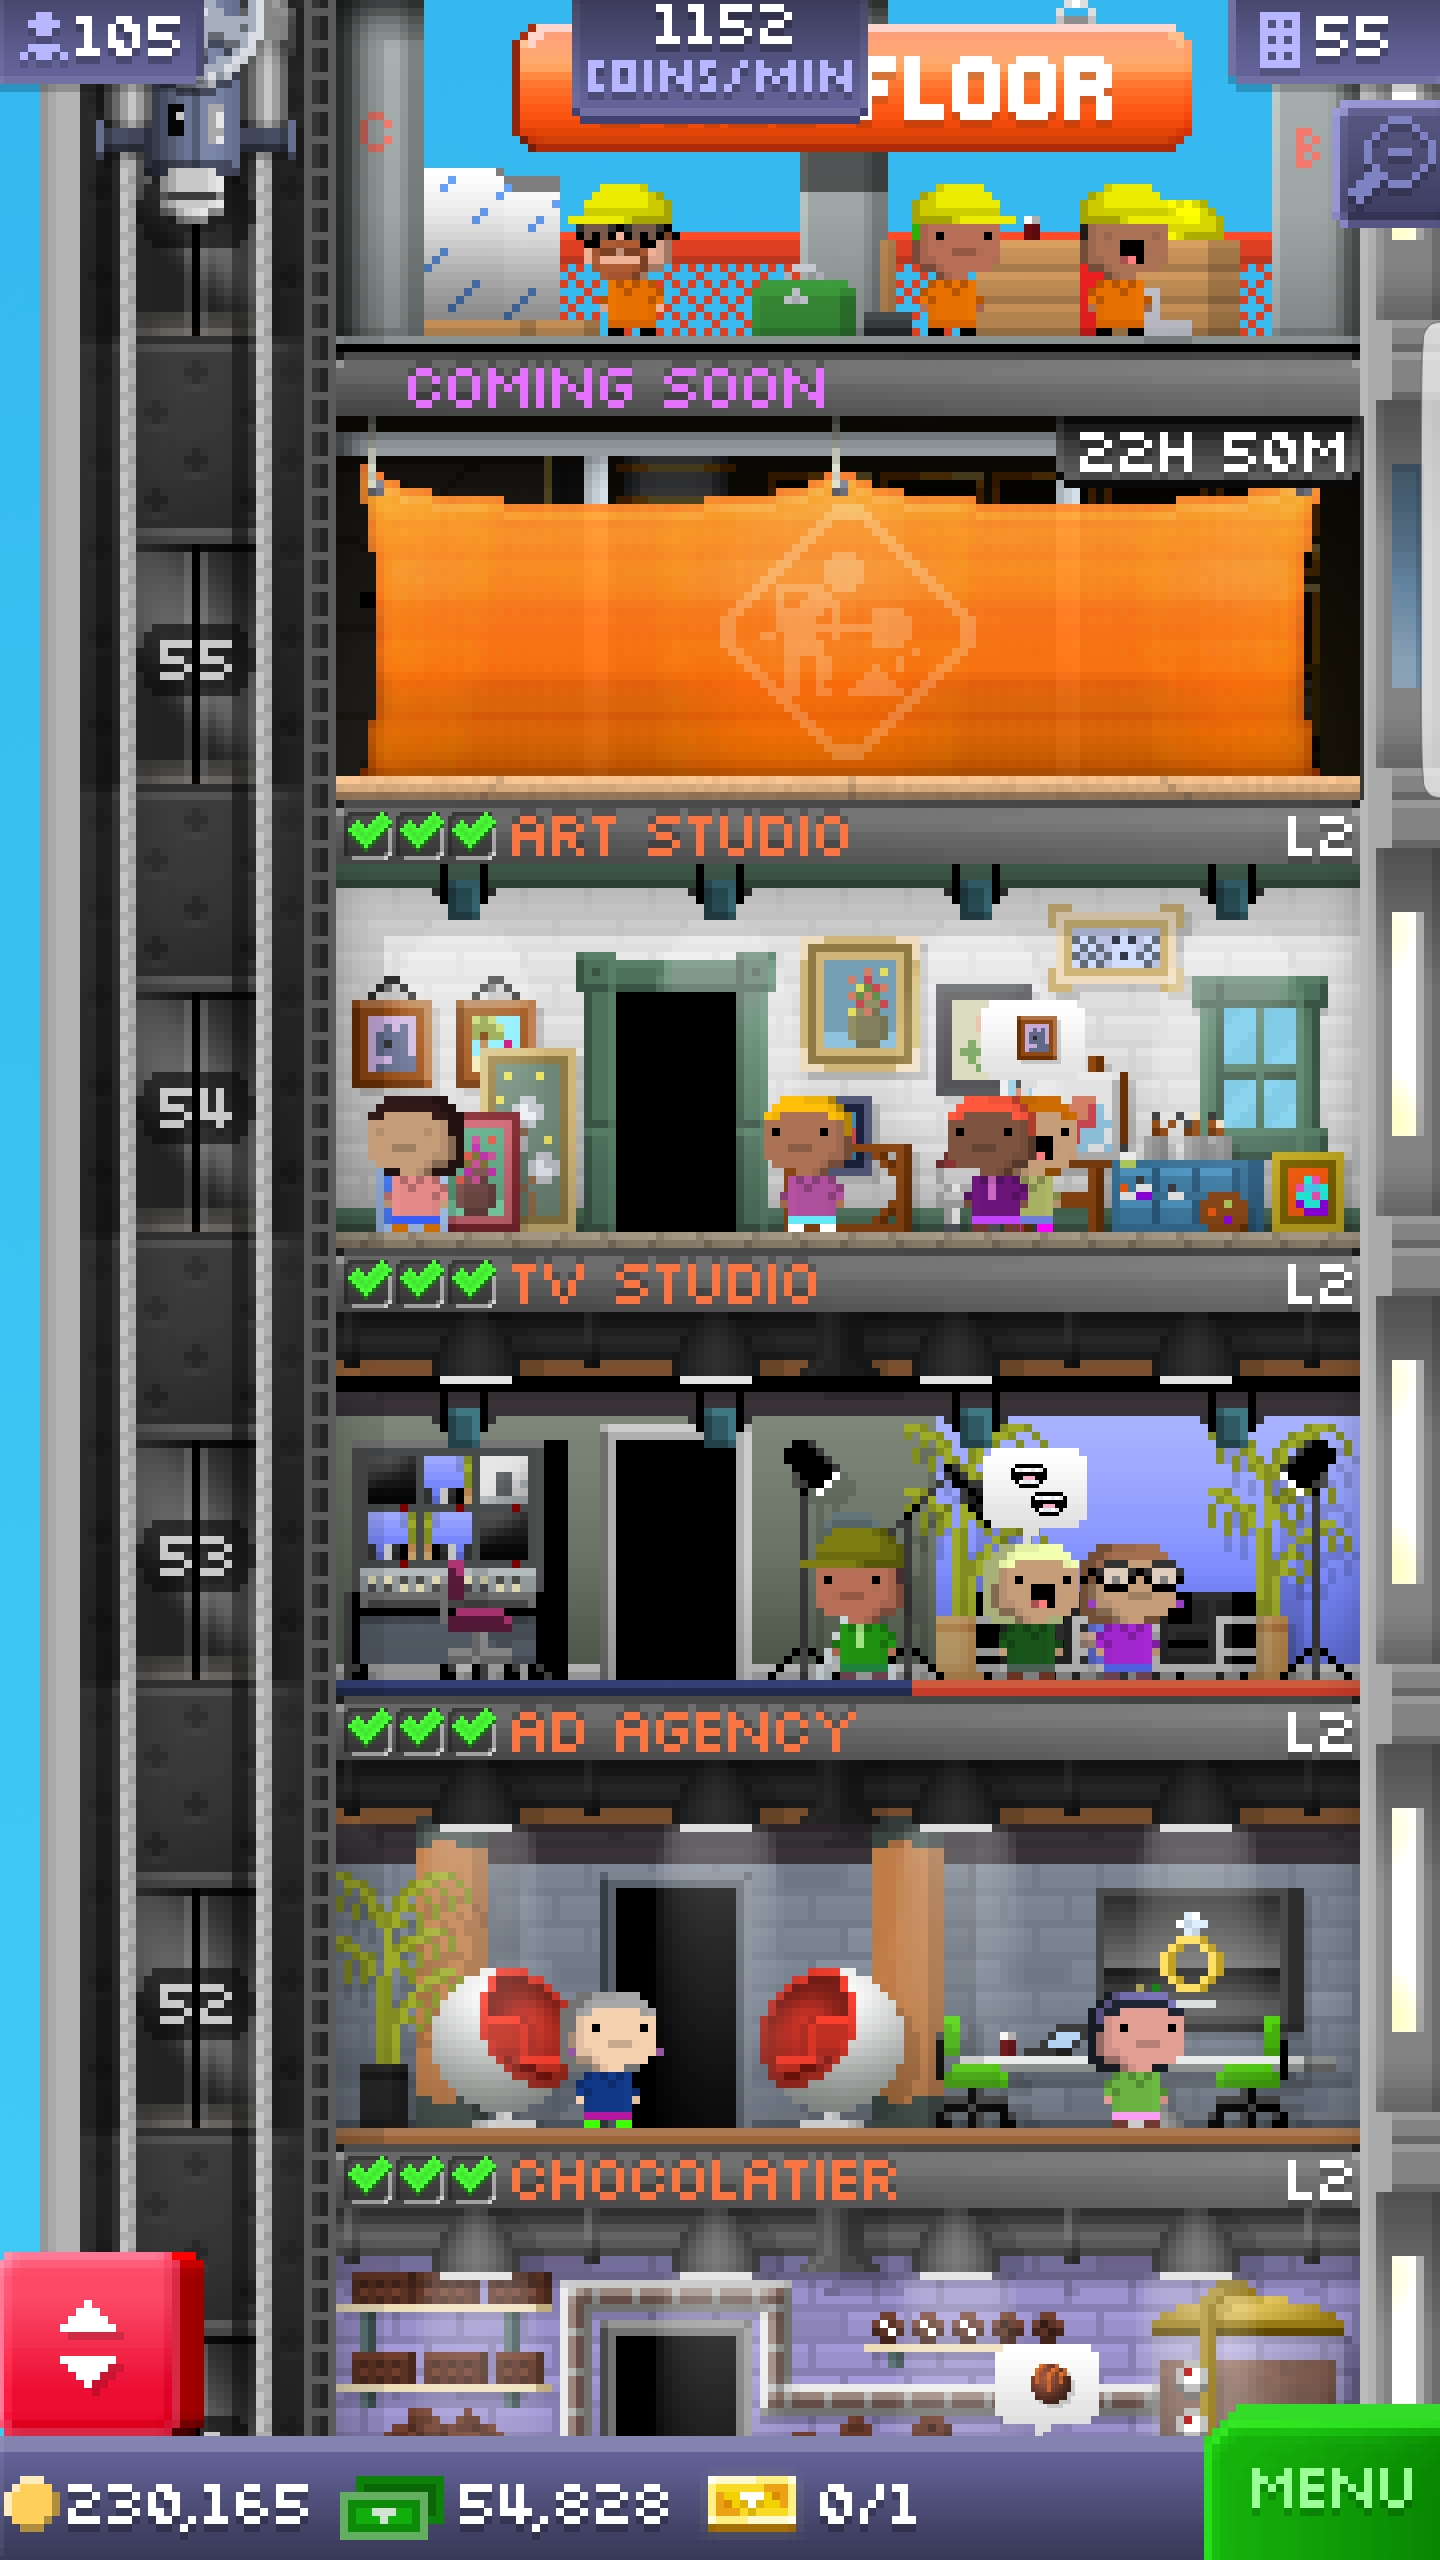 105
1152
COINS/MIN
55
FLOOR
C
B
COMING SOON
22H 50M
55
ART STUDIO
L2
54
TV STUDIO
L2
53
AD AGENCY
L2
52
CHOCOLATIER
L2
230,165
54,828
0/1
MENU